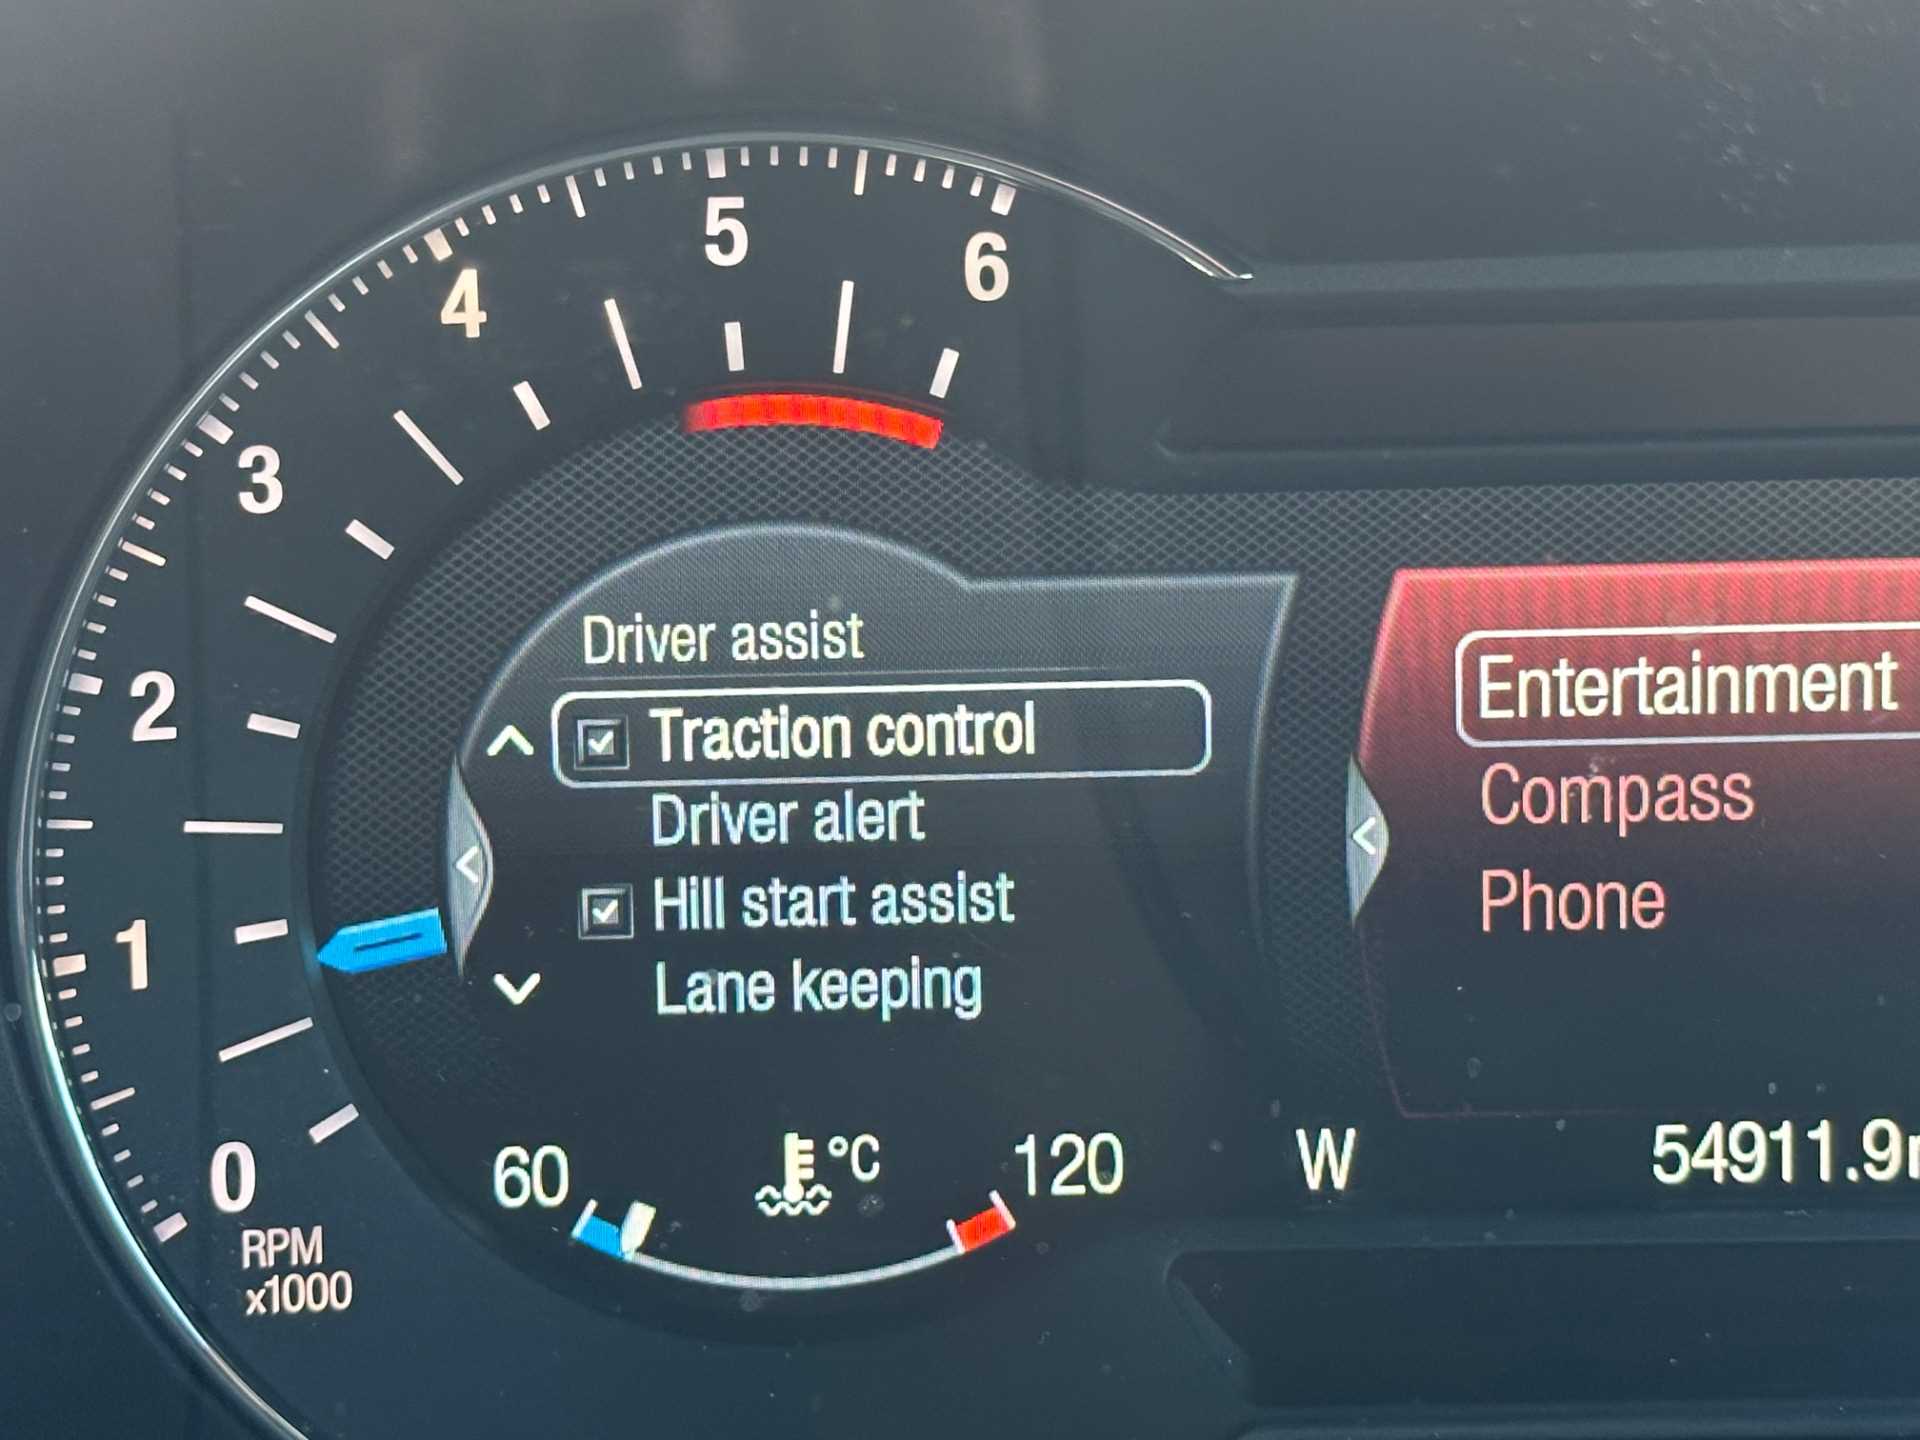 5
6
4
3
2
1
0
RPM
x1000
Driver assist
Traction control
Driver alert
Hill start assist
Lane keeping
Entertainment
Compass
Phone
60
°C
120
W
54911.9